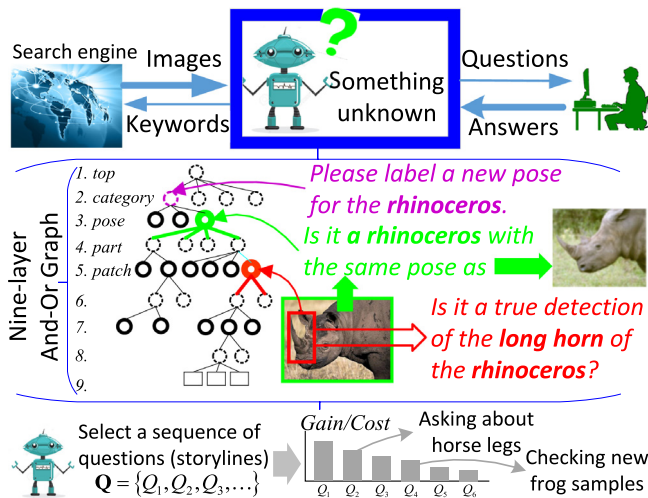 Search engine
Images
Keywords
?
Something
unknown
Questions
Answers
Nine-layer
And-Or Graph
1. top
2. category
3. pose
4. part
5. patch
6.
7.
8.
9.
Please label a new pose
for the rhinoceros.
Is it a rhinoceros with
the same pose as
Is it a true detection
of the long horn of
the rhinoceros?
Select a sequence of
questions (storylines)
Q = {Q₁,Q₂,Q₃,…}
Gain/Cost
Q₁ Q₂ Q₃ Q₄ Q₅ Q₆
Asking about
horse legs
Checking new
frog samples